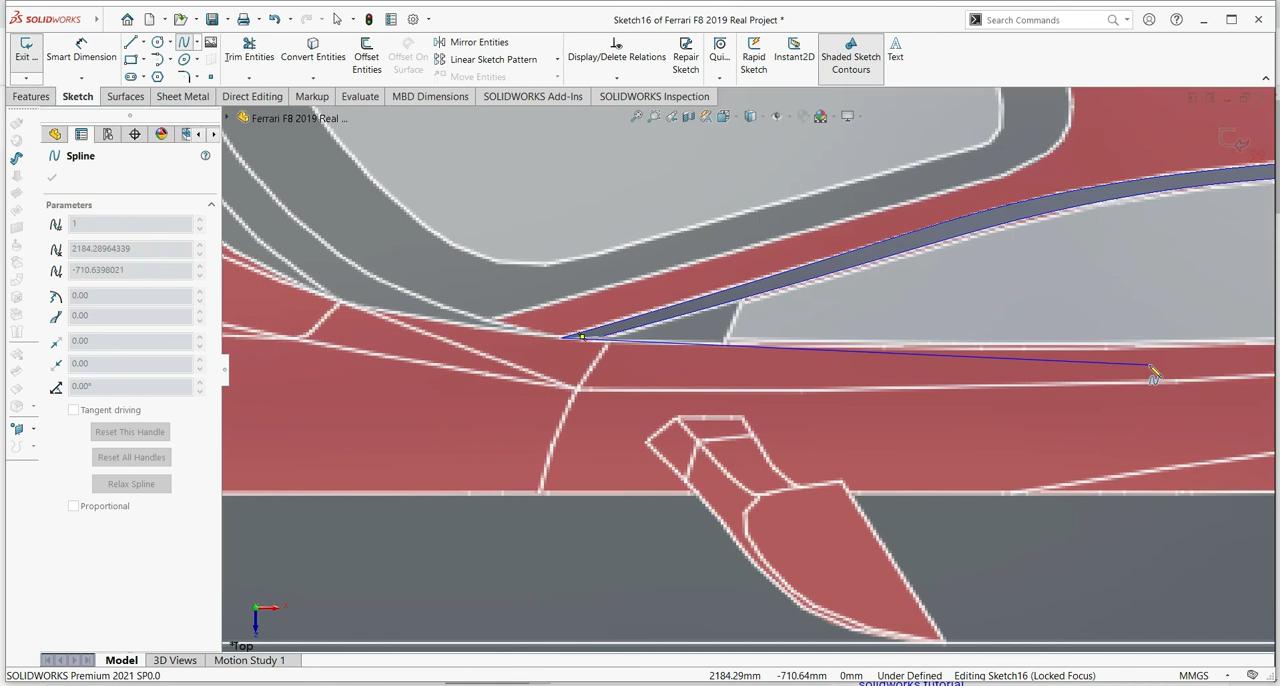 SOLIDWORKS
Sketch16 of Ferrari F8 2019 Real Project *
Search Commands
Exit ...
Smart Dimension
Trim Entities
Convert Entities
Offset Entities
Offset On Surface
Mirror Entities
Linear Sketch Pattern
Move Entities
Display/Delete Relations
Repair Sketch
Qui...
Rapid Sketch
Instant2D
Shaded Sketch Contours
Text
Features
Sketch
Surfaces
Sheet Metal
Direct Editing
Markup
Evaluate
MBD Dimensions
SOLIDWORKS Add-Ins
SOLIDWORKS Inspection
Ferrari F8 2019 Real ...
Spline
Parameters
1
2184.28964339
-710.6398021
0.00
0.00
0.00
0.00
0.00°
Tangent driving
Reset This Handle
Reset All Handles
Relax Spline
Proportional
*Top
Model
3D Views
Motion Study 1
SOLIDWORKS Premium 2021 SP0.0
2184.29mm
-710.64mm
0mm
Under Defined
Editing Sketch16 (Locked Focus)
MMGS
solidworks tutorial